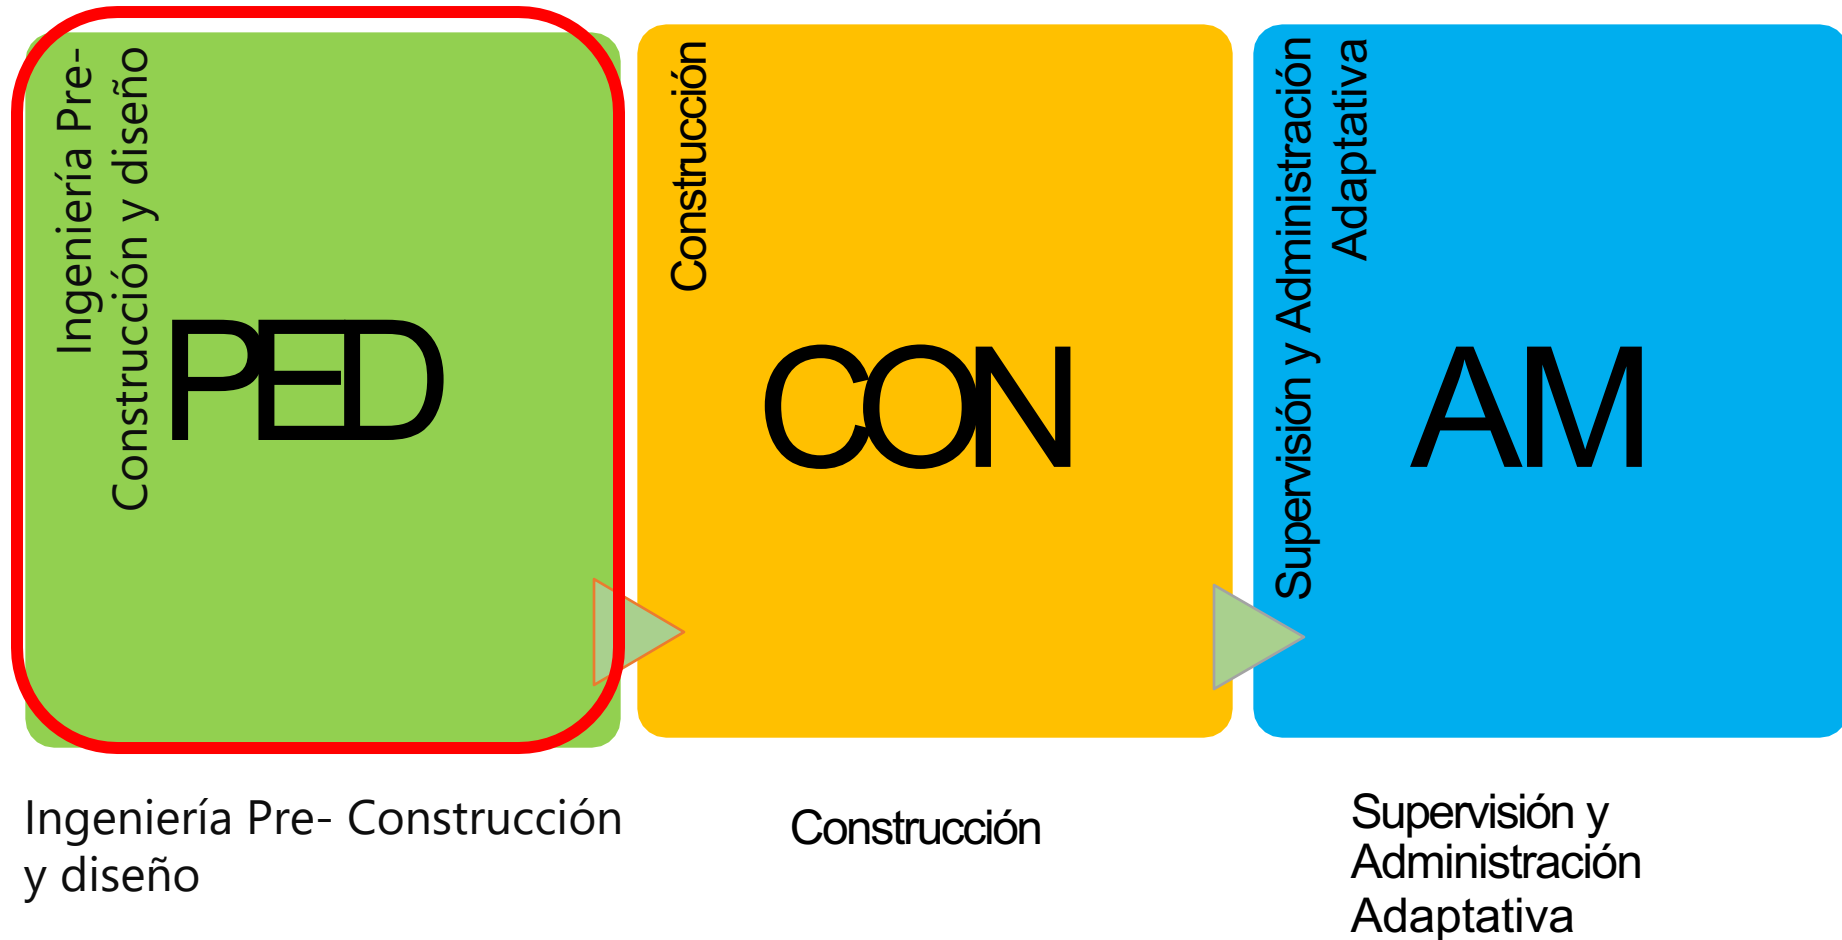 Ingeniería Pre-
Construcción y diseño
PED
Construcción
CON
Supervisión y Administración
Adaptativa
AM
Ingeniería Pre- Construcción
y diseño
Construcción
Supervisión y
Administración
Adaptativa